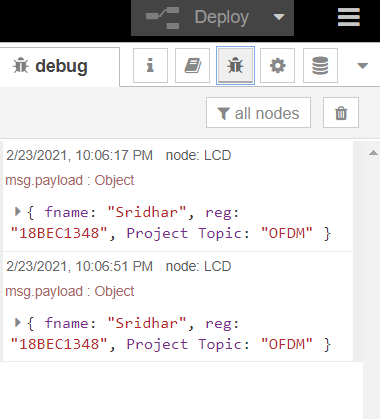 Deploy
debug
all nodes
2/23/2021, 10:06:17 PM node: LCD
msg.payload : Object
{ fname: "Sridhar", reg:
"18BEC1348", Project Topic: "OFDM" }
2/23/2021, 10:06:51 PM node: LCD
msg.payload : Object
{ fname: "Sridhar", reg:
"18BEC1348", Project Topic: "OFDM" }